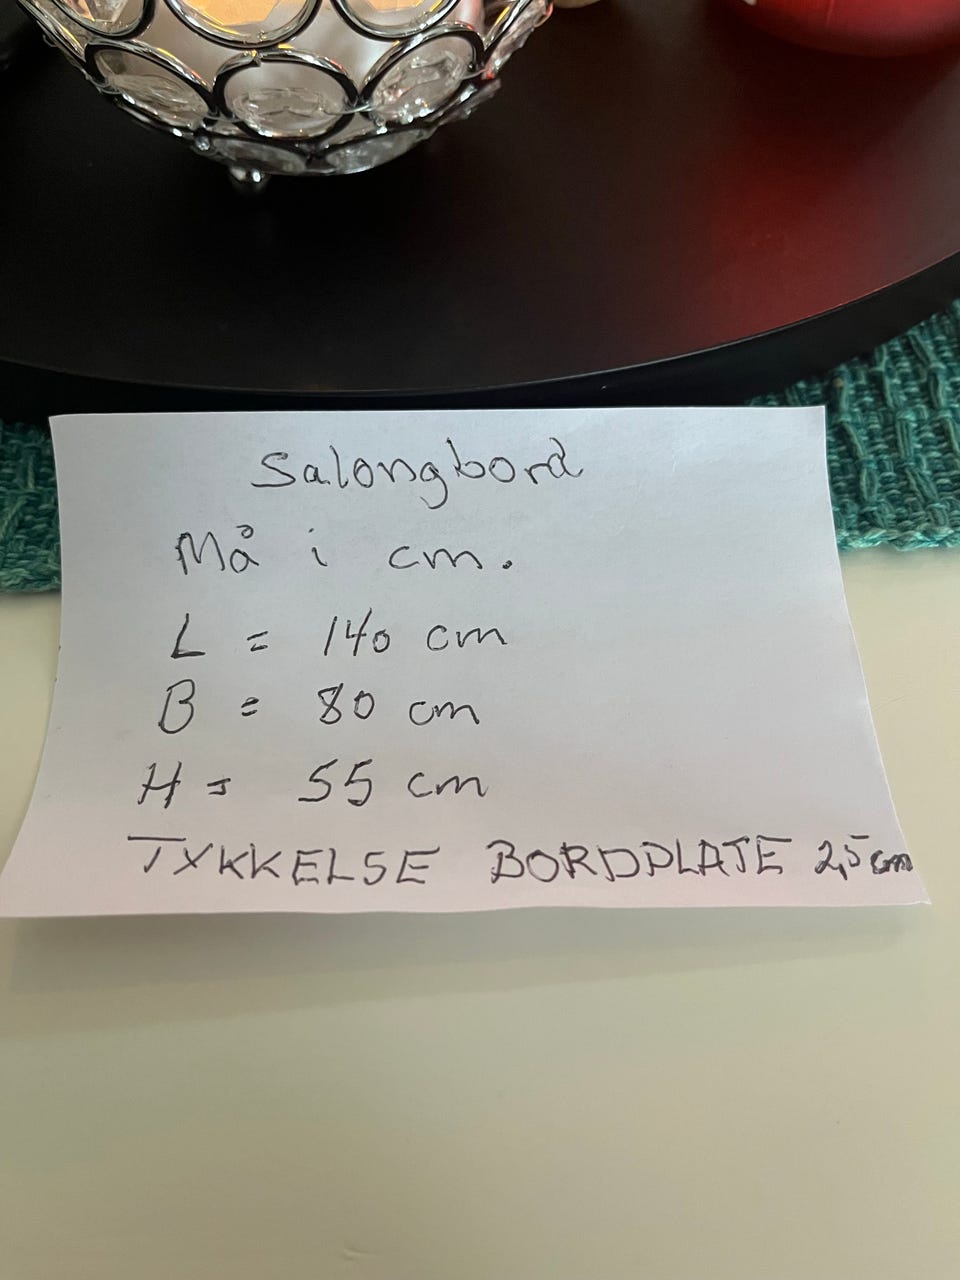 Salongbord
Må i cm.
L = 140 cm
B = 80 cm
H = 55 cm
TYKKELSE BORDPLATE 2,5 cm